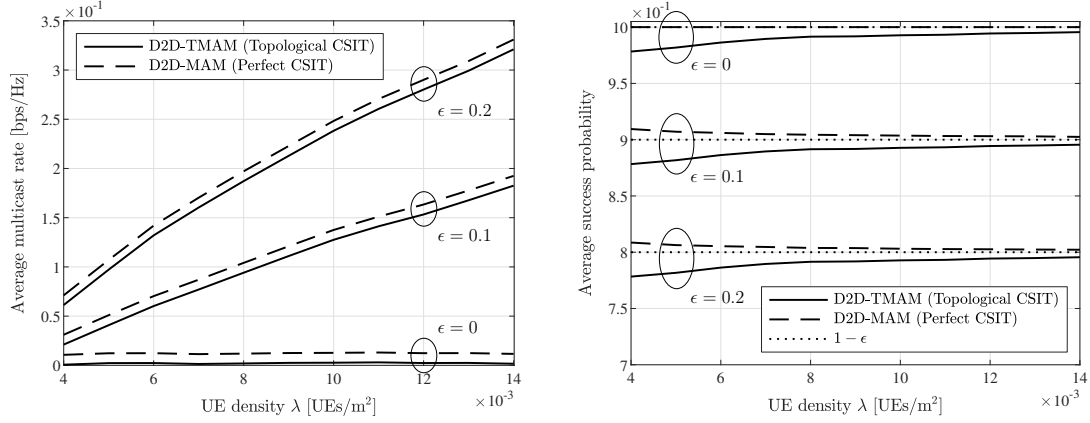 ×10⁻¹
3.5
3
2.5
2
1.5
1
0.5
0
Average multicast rate [bps/Hz]
D2D-TMAM (Topological CSIT)
D2D-MAM (Perfect CSIT)
ϵ = 0.2
ϵ = 0.1
ϵ = 0
4 6 8 10 12 14
×10⁻³
UE density λ [UEs/m²]
×10⁻¹
10
9.5
9
8.5
8
7.5
7
Average success probability
ϵ = 0
ϵ = 0.1
ϵ = 0.2
D2D-TMAM (Topological CSIT)
D2D-MAM (Perfect CSIT)
1 − ϵ
4 6 8 10 12 14
×10⁻³
UE density λ [UEs/m²]